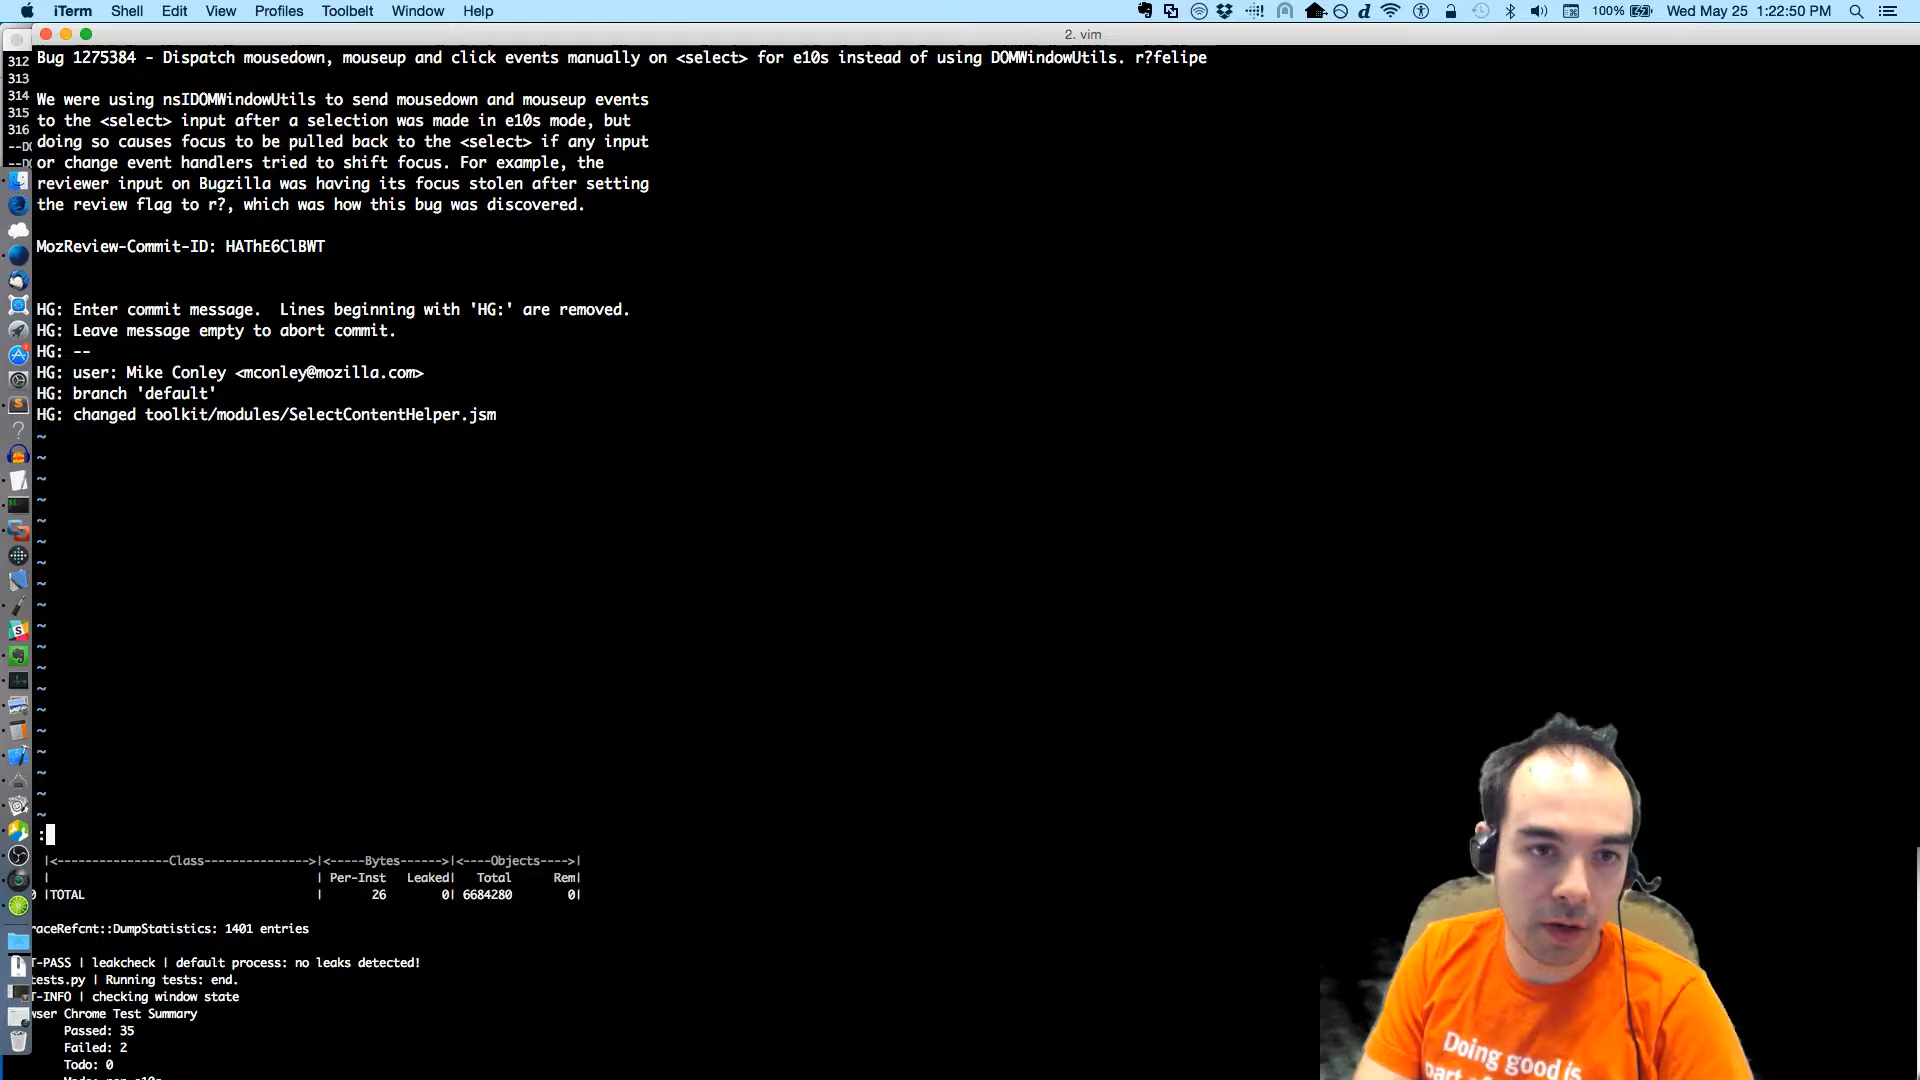 iTerm Shell Edit View Profiles Toolbelt Window Help
100% Wed May 25 1:22:50 PM
2. vim
312
313
314
315
316
Bug 1275384 - Dispatch mousedown, mouseup and click events manually on <select> for e10s instead of using DOMWindowUtils. r?felipe
We were using nsIDOMWindowUtils to send mousedown and mouseup events
to the <select> input after a selection was made in e10s mode, but
doing so causes focus to be pulled back to the <select> if any input
or change event handlers tried to shift focus. For example, the
reviewer input on Bugzilla was having its focus stolen after setting
the review flag to r?, which was how this bug was discovered.
MozReview-Commit-ID: HAThE6ClBWT
HG: Enter commit message.  Lines beginning with 'HG:' are removed.
HG: Leave message empty to abort commit.
HG: --
HG: user: Mike Conley <mconley@mozilla.com>
HG: branch 'default'
HG: changed toolkit/modules/SelectContentHelper.jsm
:
|<---------------Class--------------->|<-----Bytes------>|<----Objects---->|
| | Per-Inst Leaked| Total Rem|
|TOTAL | 26 0| 6684280 0|
raceRefcnt::DumpStatistics: 1401 entries
T-PASS | leakcheck | default process: no leaks detected!
tests.py | Running tests: end.
T-INFO | checking window state
wser Chrome Test Summary
Passed: 35
Failed: 2
Todo: 0
Doing good is
part of